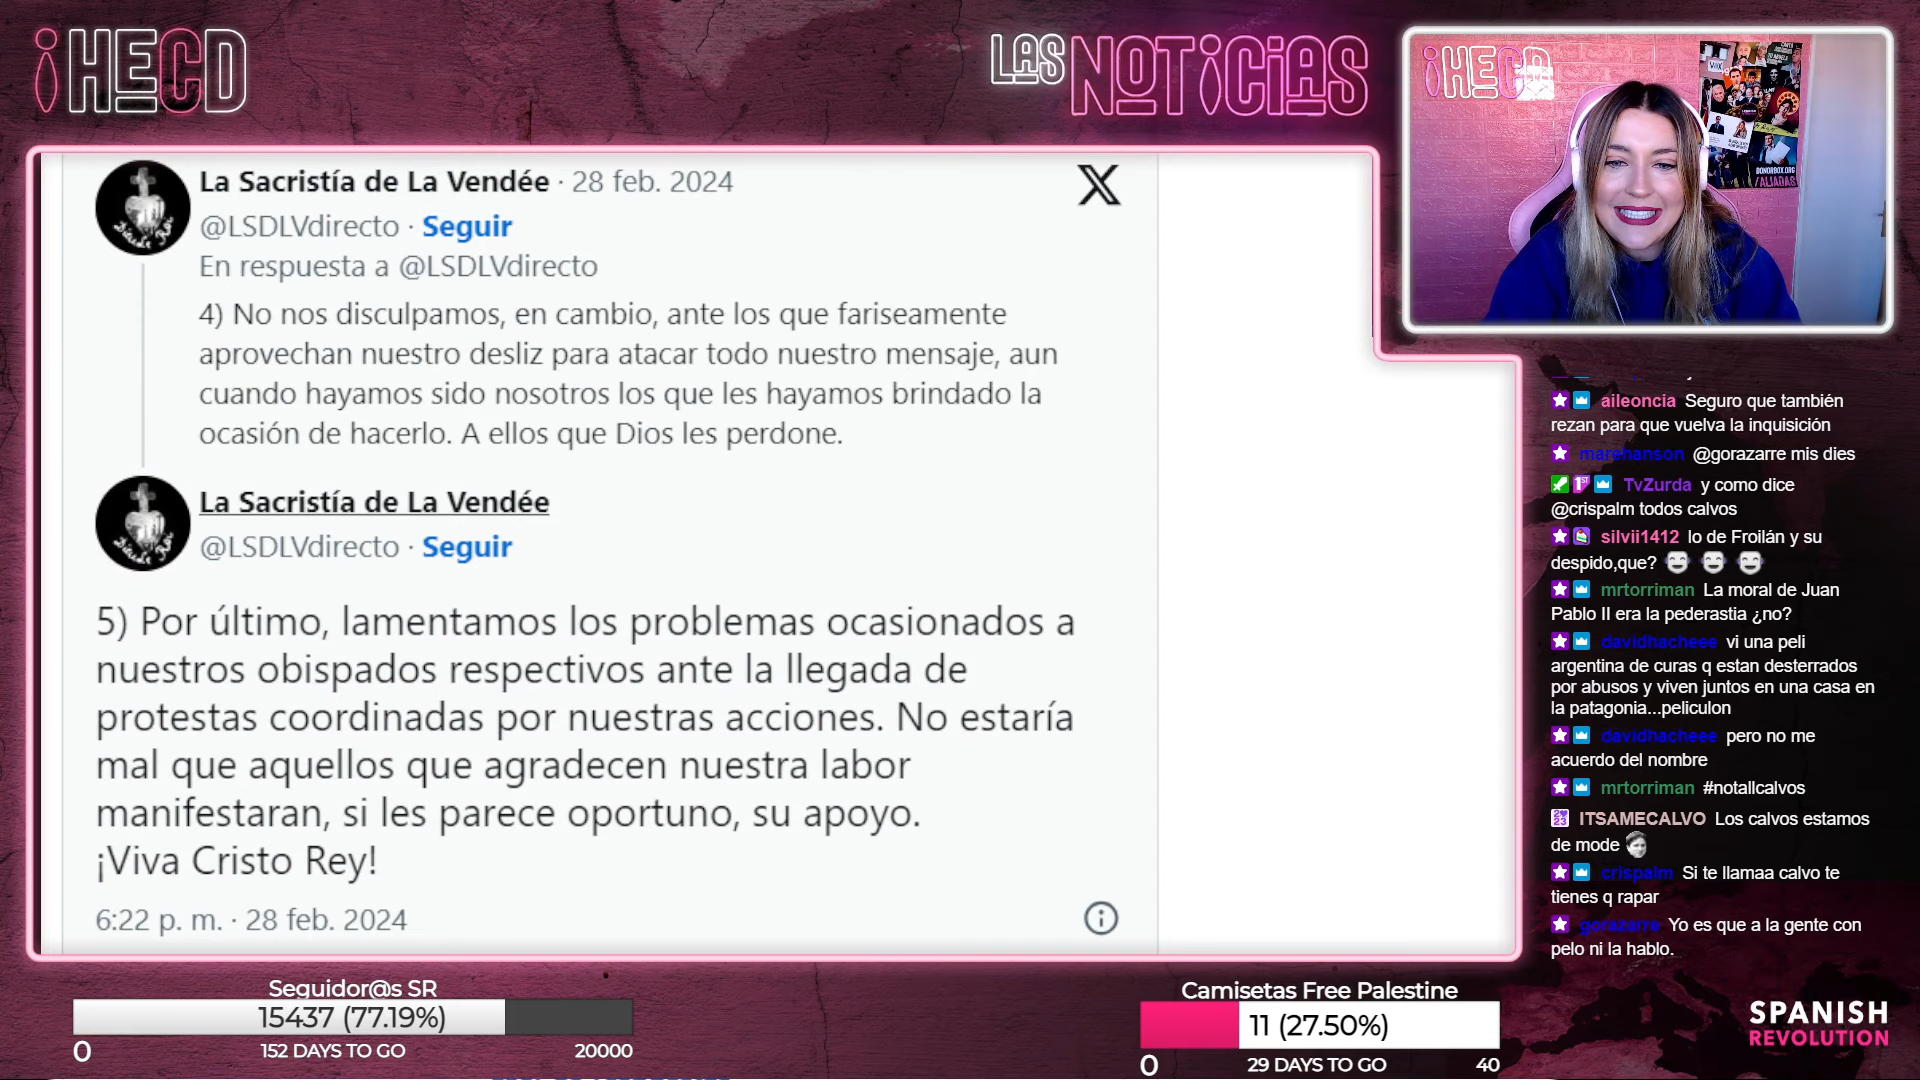 ¡HECD
LAS NOTICIAS
¡HECD
VOX
DONORBOX.ORG
/ALIADAS
La Sacristía de La Vendée · 28 feb. 2024
@LSDLVdirecto · Seguir
En respuesta a @LSDLVdirecto
4) No nos disculpamos, en cambio, ante los que fariseamente
aprovechan nuestro desliz para atacar todo nuestro mensaje, aun
cuando hayamos sido nosotros los que les hayamos brindado la
ocasión de hacerlo. A ellos que Dios les perdone.
La Sacristía de La Vendée
@LSDLVdirecto · Seguir
5) Por último, lamentamos los problemas ocasionados a
nuestros obispados respectivos ante la llegada de
protestas coordinadas por nuestras acciones. No estaría
mal que aquellos que agradecen nuestra labor
manifestaran, si les parece oportuno, su apoyo.
¡Viva Cristo Rey!
6:22 p. m. · 28 feb. 2024
aileoncia Seguro que también
rezan para que vuelva la inquisición
marehanson @gorazarre mis dies
TvZurda y como dice
@crispalm todos calvos
silvii1412 lo de Froilán y su
despido,que?
mrtorriman La moral de Juan
Pablo II era la pederastia ¿no?
davidhacheee vi una peli
argentina de curas q estan desterrados
por abusos y viven juntos en una casa en
la patagonia...peliculon
davidhacheee pero no me
acuerdo del nombre
mrtorriman #notallcalvos
ITSAMECALVO Los calvos estamos
de mode
crispalm Si te llamaa calvo te
tienes q rapar
gorazarre Yo es que a la gente con
pelo ni la hablo.
Seguidor@s SR
15437 (77.19%)
0 152 DAYS TO GO 20000
Camisetas Free Palestine
11 (27.50%)
0 29 DAYS TO GO 40
SPANISH
REVOLUTION